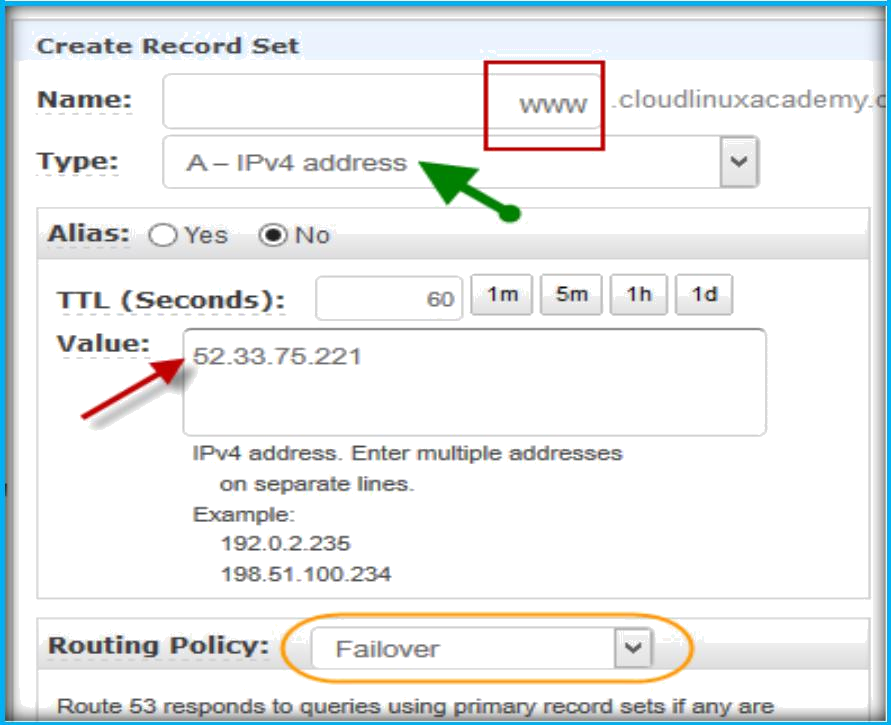 Create Record Set
Name: www .cloudlinuxacademy.c
Type: A – IPv4 address
Alias: Yes No
TTL (Seconds): 60 1m 5m 1h 1d
Value: 52.33.75.221
IPv4 address. Enter multiple addresses
on separate lines.
Example:
192.0.2.235
198.51.100.234
Routing Policy: Failover
Route 53 responds to queries using primary record sets if any are